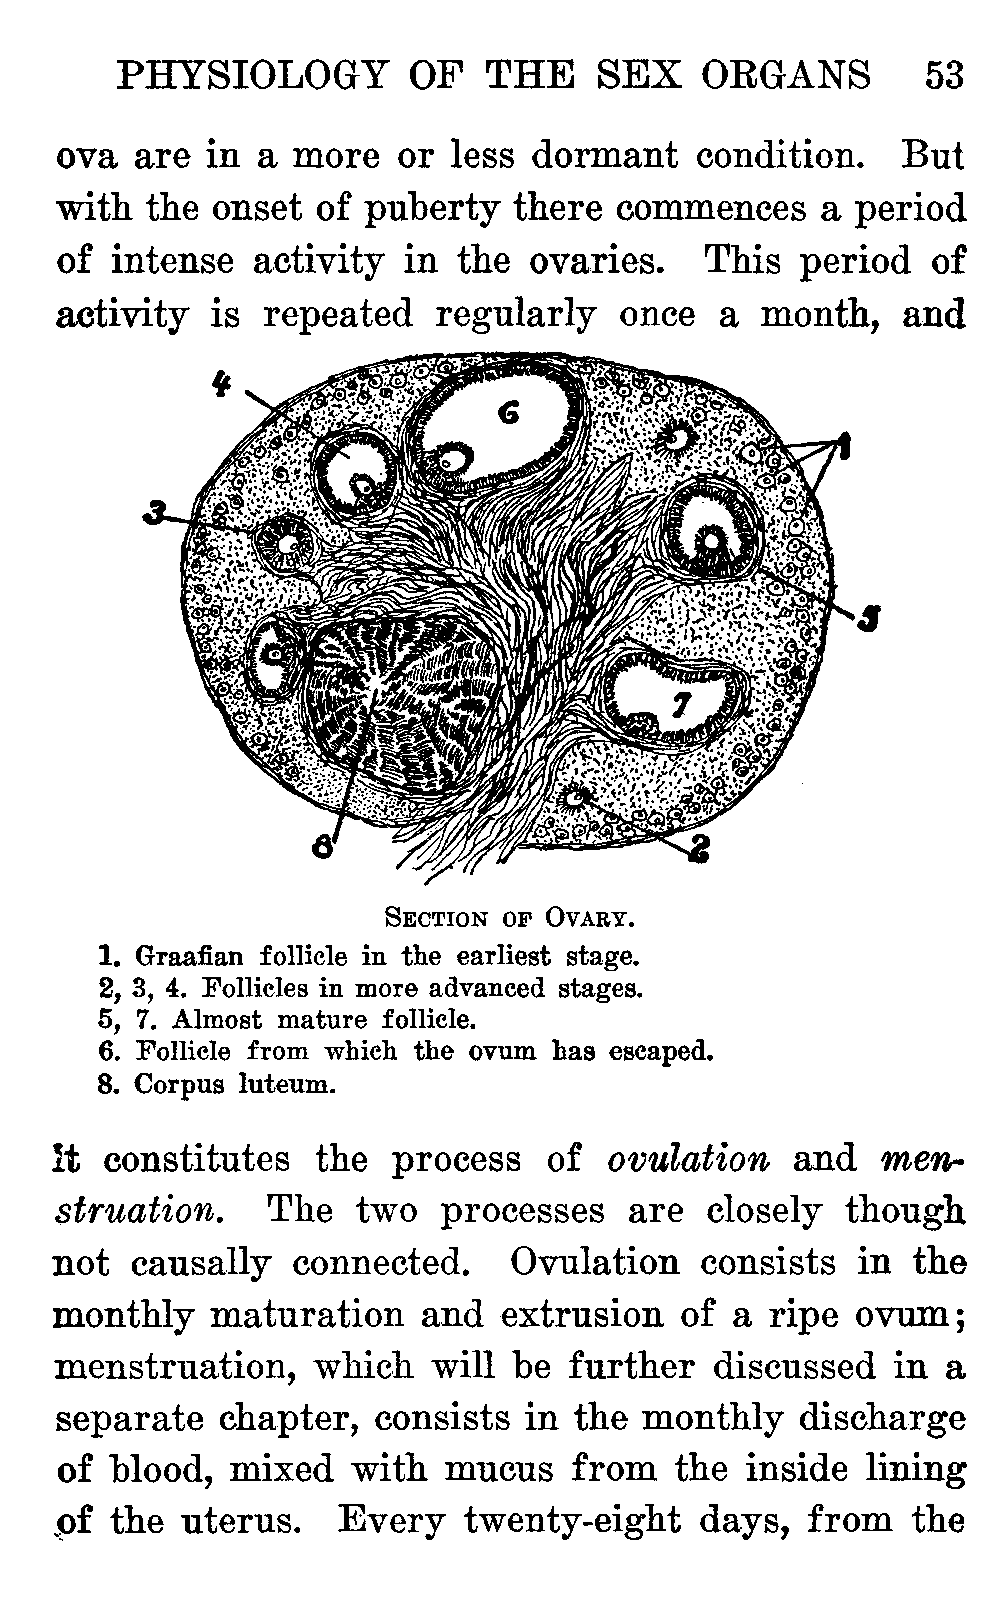 PHYSIOLOGY OF THE SEX ORGANS 53
ova are in a more or less dormant condition. But
with the onset of puberty there commences a period
of intense activity in the ovaries. This period of
activity is repeated regularly once a month, and
4
6
1
3
5
7
8
2
SECTION OF OVARY.
1. Graafian follicle in the earliest stage.
2, 3, 4. Follicles in more advanced stages.
5, 7. Almost mature follicle.
6. Follicle from which the ovum has escaped.
8. Corpus luteum.
it constitutes the process of ovulation and men-
struation. The two processes are closely though
not causally connected. Ovulation consists in the
monthly maturation and extrusion of a ripe ovum;
menstruation, which will be further discussed in a
separate chapter, consists in the monthly discharge
of blood, mixed with mucus from the inside lining
of the uterus. Every twenty-eight days, from the